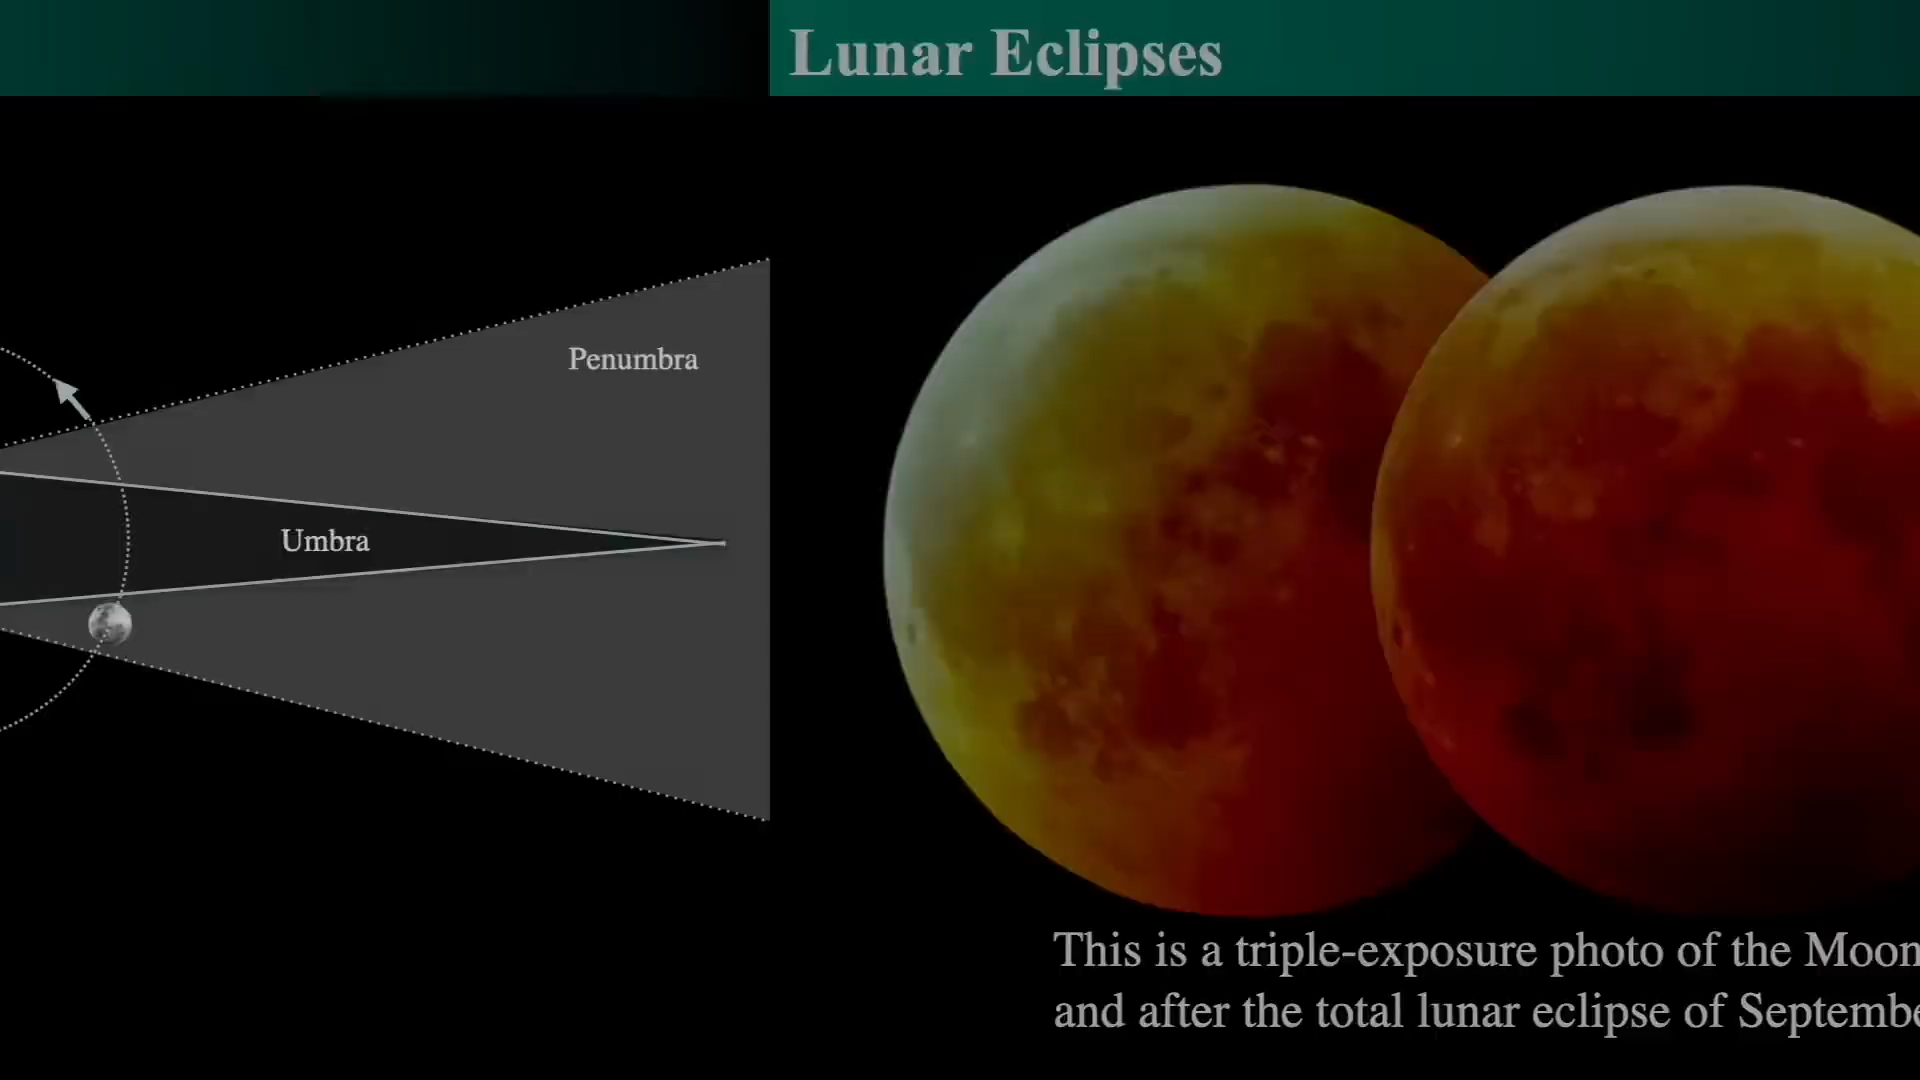 Lunar Eclipses
Penumbra
Umbra
This is a triple-exposure photo of the Moon
and after the total lunar eclipse of Septembe